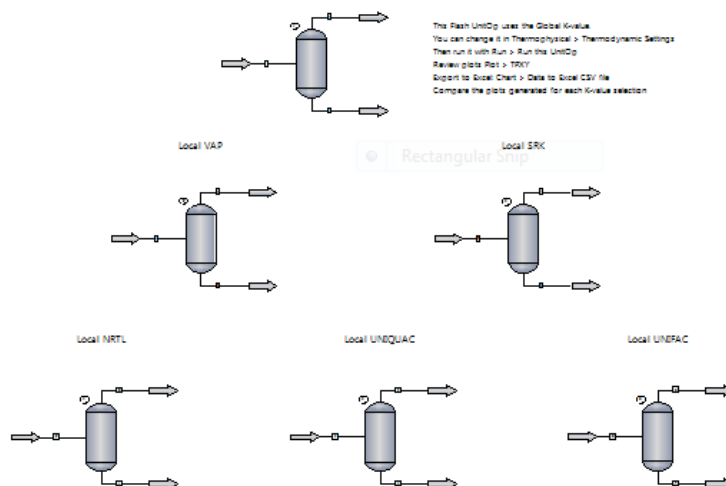 This Flash UnitOp uses the Global K-value.
You can change it in Thermophysical > Thermodynamic Settings
Then run it with Run > Run this UnitOp
Review plots Plot > TPXY
Export to Excel Chart > Data to Excel CSV file
Compare the plots generated for each K-value selection
Local VAP
Local SRK
Rectangular Snip
Local NRTL
Local UNIQUAC
Local UNIFAC